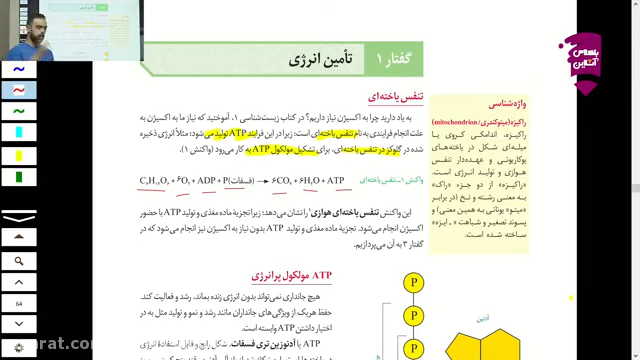 گفتار ۱ تأمین انرژی
تنفس یاخته‌ای
به یاد دارید چرا به اکسیژن نیاز داریم؟ در کتاب زیست‌شناسی ۱، آموختید که نیاز ما به اکسیژن به
علت انجام فرایندی به نام تنفس یاخته‌ای است؛ زیرا در این فرایند ATP تولید می شود؛ مثلاً انرژی ذخیره
شده در گلوکز در تنفس یاخته‌ای، برای تشکیل مولکول ATP به کار می‌رود (واکنش ۱).
واکنش ۱ـ تنفس یاخته‌ای
C₆H₁₂O₆ + ۶O₂ + ADP + P(فسفات) → ۶CO₂ + ۶H₂O + ATP
این واکنش تنفس یاخته‌ای هوازی را نشان می‌دهد؛ زیرا تجزیهٔ ماده مغذی و تولید ATP با حضور
اکسیژن انجام می‌شود. تجزیهٔ ماده مغذی و تولید ATP بدون نیاز به اکسیژن نیز انجام می‌شود که در
گفتار ۳ به آن می‌پردازیم.
ATP مولکول پرانرژی
هیچ جانداری نمی‌تواند بدون انرژی زنده بماند، رشد و فعالیت کند.
حفظ هریک از ویژگی‌های جانداران مانند رشد و نمو و تولید مثل به در
اختیار داشتن ATP وابسته است.
ATP یا آدنوزین تری فسفات، شکل رایج و قابل استفادهٔ انرژی
واژه شناسی
راکیزه (میتوکندری/mitochondrion)
راکیزه، اندامکی کروی یا
میله‌ای شکل در یاخته‌های
یوکاریوتی و عهده‌دار تنفس
هوازی و تولید انرژی است.
«راکیزه» از دو جزء «راک»
به معنی رشته و نخ (در برابر
«میتو» یونانی به همین معنی) و
پسوند تصغیر و شباهت «ـ ایزه»
ساخته شده است.
P
P
P
آدنین
64